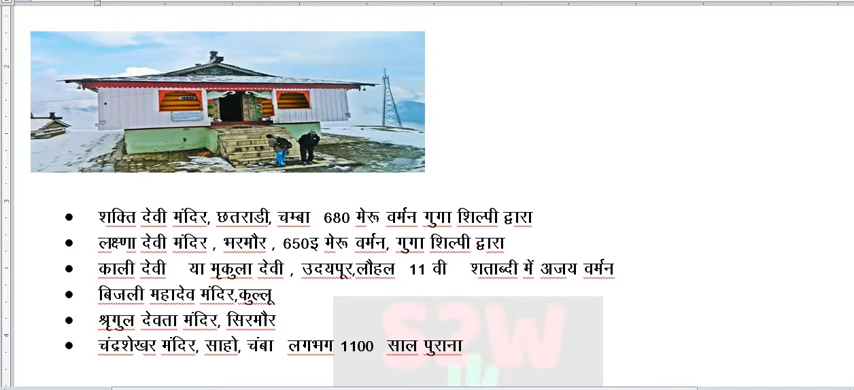 शक्ति देवी मंदिर, छतराडी, चम्बा 680 मेरू वर्मन गुगा शिल्पी द्वारा
लक्ष्णा देवी मंदिर , भरमौर , 650इ मेरू वर्मन, गुगा शिल्पी द्वारा
काली देवी या मृकुला देवी , उदयपूर,लौहल 11 वी शताब्दी में अजय वर्मन
बिजली महादेव मंदिर,कुल्लू
श्रृगुल देवता मंदिर, सिरमौर
चंद्रशेखर मंदिर, साहो, चंबा लगभग 1100 साल पुराना
S2W